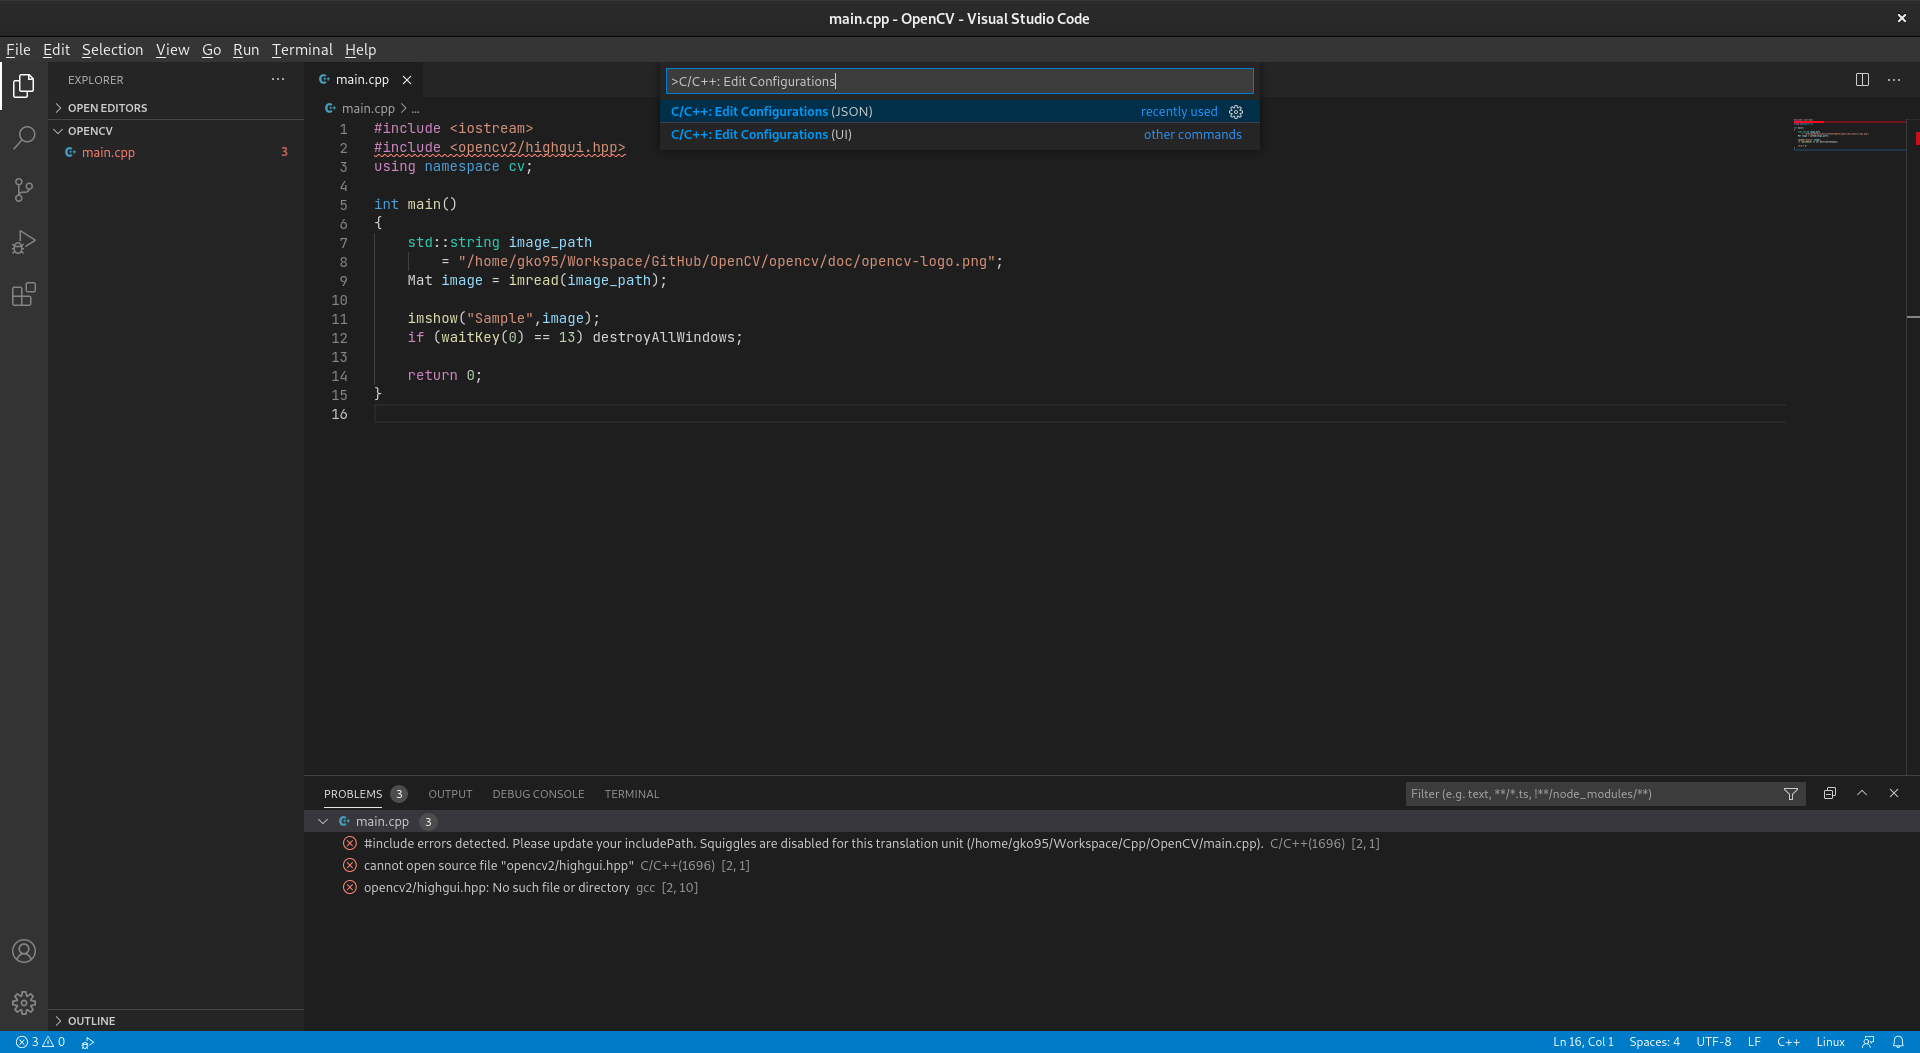 main.cpp - OpenCV - Visual Studio Code
File Edit Selection View Go Run Terminal Help
EXPLORER
OPEN EDITORS
OPENCV
main.cpp 3
OUTLINE
main.cpp
>C/C++: Edit Configurations
C/C++: Edit Configurations (JSON) recently used
C/C++: Edit Configurations (UI) other commands
main.cpp > ...
1 #include <iostream>
2 #include <opencv2/highgui.hpp>
3 using namespace cv;
4
5 int main()
6 {
7 std::string image_path
8 = "/home/gko95/Workspace/GitHub/OpenCV/opencv/doc/opencv-logo.png";
9 Mat image = imread(image_path);
10
11 imshow("Sample",image);
12 if (waitKey(0) == 13) destroyAllWindows;
13
14 return 0;
15 }
16
PROBLEMS 3 OUTPUT DEBUG CONSOLE TERMINAL Filter (e.g. text, **/*.ts, !**/node_modules/**)
main.cpp 3
#include errors detected. Please update your includePath. Squiggles are disabled for this translation unit (/home/gko95/Workspace/Cpp/OpenCV/main.cpp). C/C++(1696) [2, 1]
cannot open source file "opencv2/highgui.hpp" C/C++(1696) [2, 1]
opencv2/highgui.hpp: No such file or directory gcc [2, 10]
3 0 Ln 16, Col 1 Spaces: 4 UTF-8 LF C++ Linux